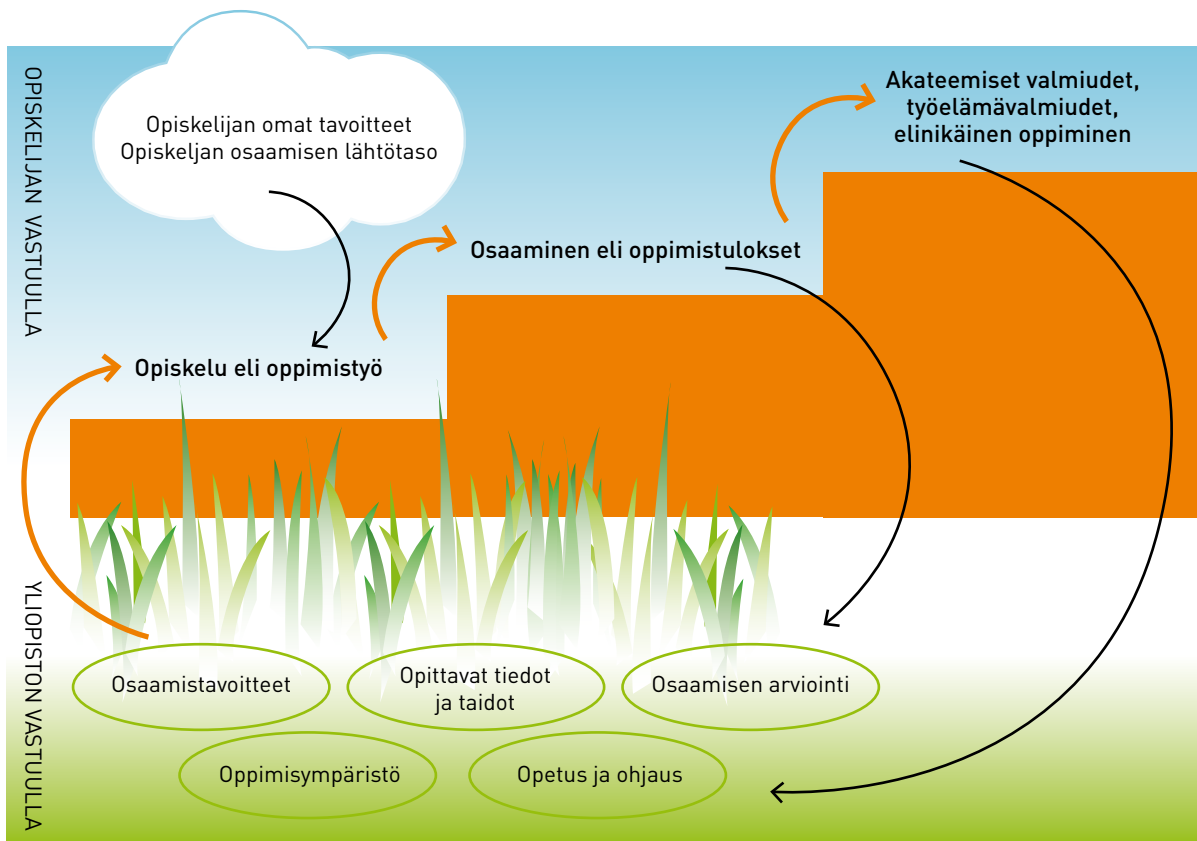 OPISKELIJAN VASTUULLA
Opiskelijan omat tavoitteet
Opiskeljan osaamisen lähtötaso
Akateemiset valmiudet,
työelämävalmiudet,
elinikäinen oppiminen
Osaaminen eli oppimistulokset
Opiskelu eli oppimistyö
YLIOPISTON VASTUULLA
Osaamistavoitteet
Opittavat tiedot
ja taidot
Osaamisen arviointi
Oppimisympäristö
Opetus ja ohjaus